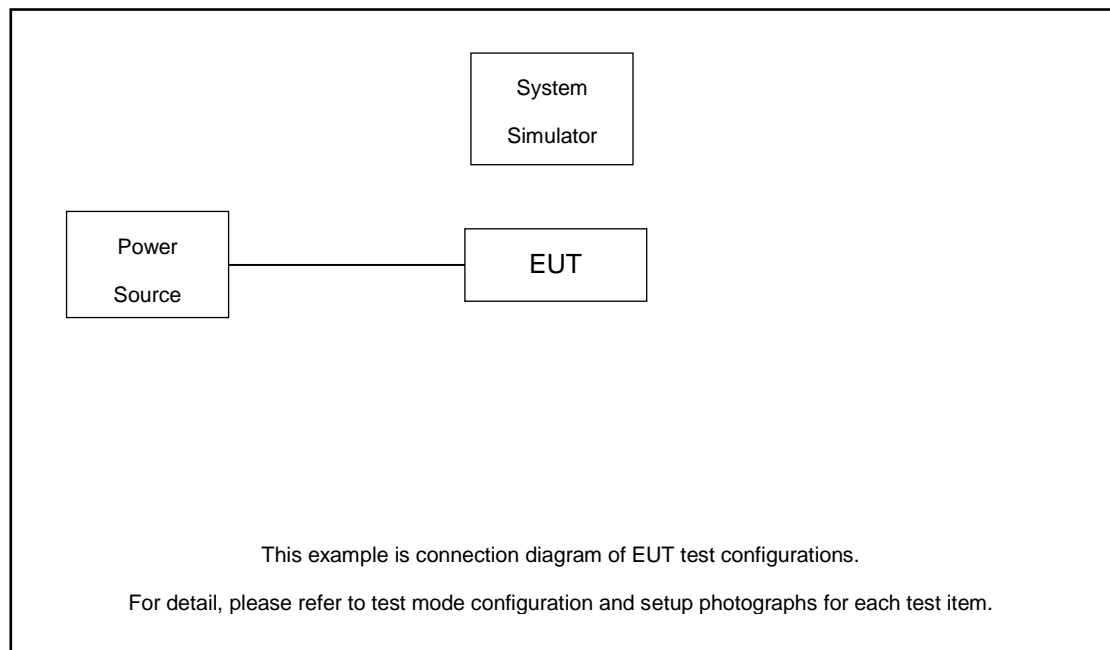 System
Simulator
Power
Source
EUT
This example is connection diagram of EUT test configurations.
For detail, please refer to test mode configuration and setup photographs for each test item.